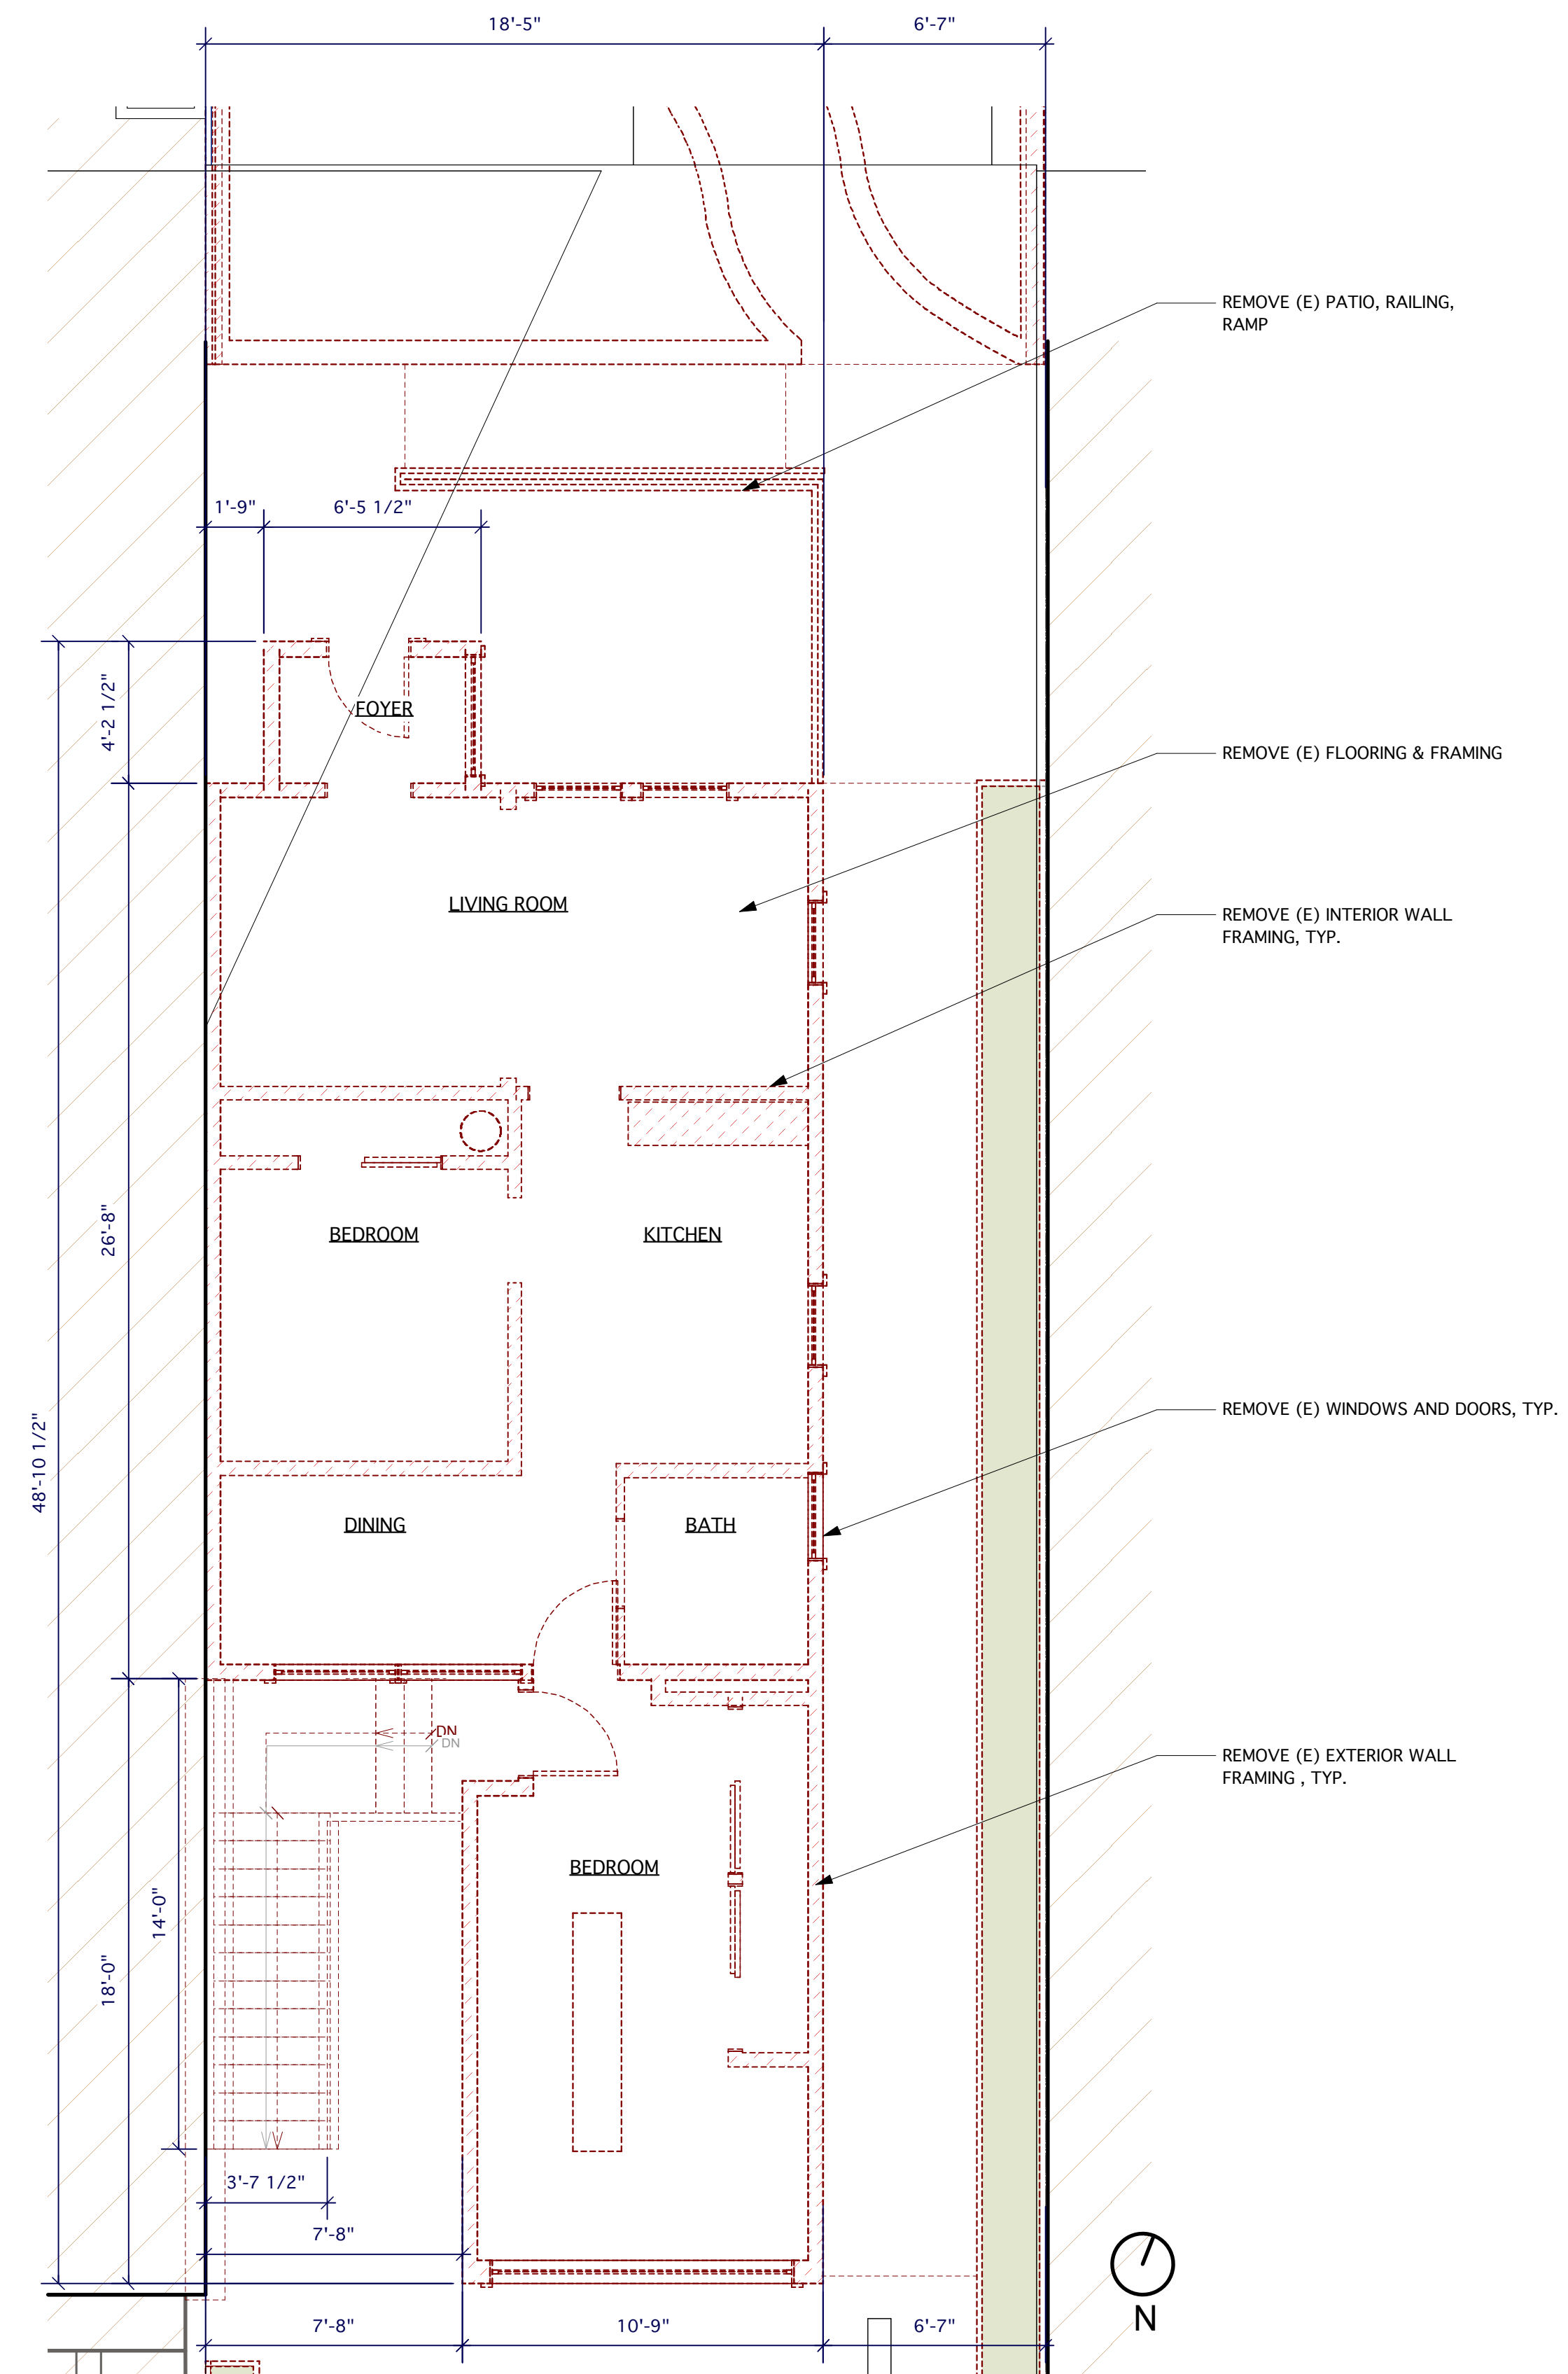 18'-5"
6'-7"
REMOVE (E) PATIO, RAILING,
RAMP
1'-9"
6'-5 1/2"
4'-2 1/2"
FOYER
REMOVE (E) FLOORING & FRAMING
LIVING ROOM
REMOVE (E) INTERIOR WALL
FRAMING, TYP.
26'-8"
BEDROOM
KITCHEN
48'-10 1/2"
REMOVE (E) WINDOWS AND DOORS, TYP.
DINING
BATH
DN
DN
REMOVE (E) EXTERIOR WALL
FRAMING , TYP.
BEDROOM
14'-0"
18'-0"
3'-7 1/2"
7'-8"
N
7'-8"
10'-9"
6'-7"